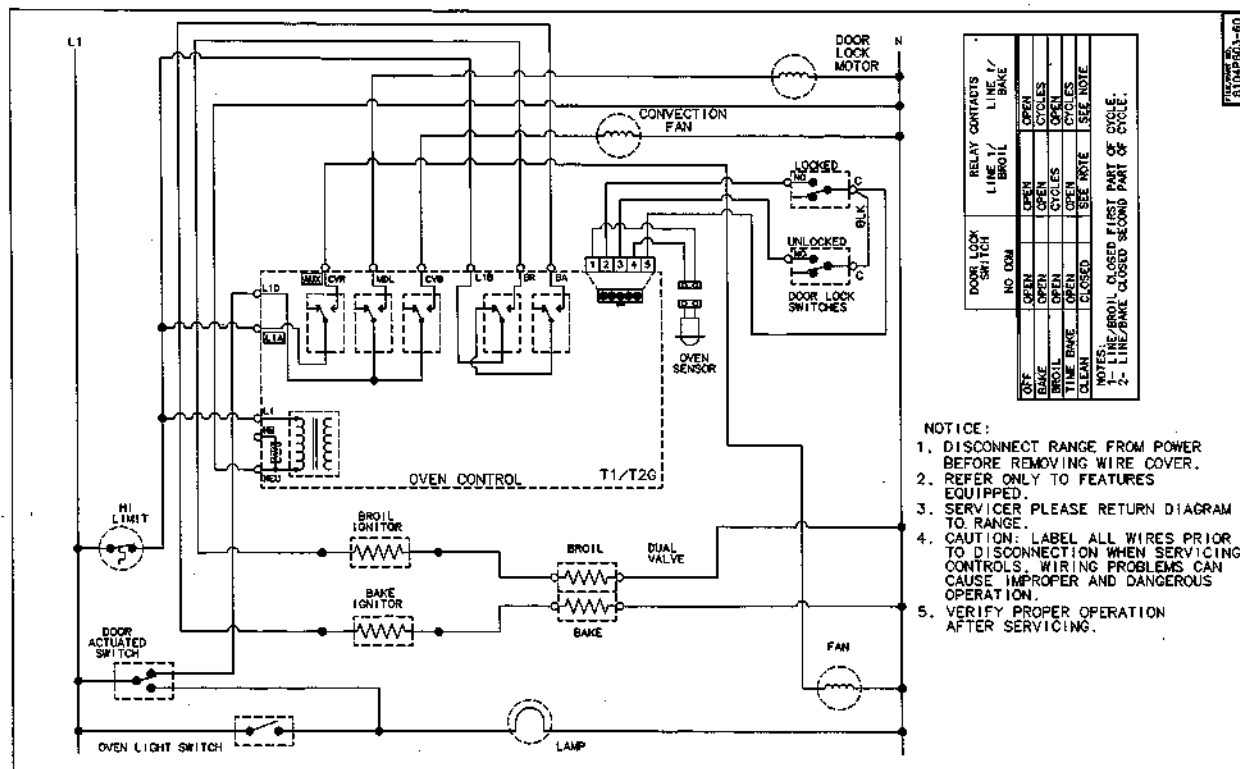 L1
DOOR
LOCK
MOTOR
N
CONVECTION
FAN
LOCKED
NO
C
BLK
UNLOCKED
NO
C
DOOR LOCK
SWITCHES
1 2 3 4 5
OVEN
SENSOR
AUX CVR MDL CVB L1B BR BA
L1D
L1A
L1
NEU
OVEN CONTROL
T1/T2G
HI
LIMIT
BROIL
IGNITOR
BROIL
DUAL
VALVE
BAKE
IGNITOR
BAKE
DOOR
ACTUATED
SWITCH
FAN
OVEN LIGHT SWITCH
LAMP
DOOR LOCK
SWITCH
NO COM
RELAY CONTACTS
LINE 1/
BROIL
LINE 1/
BAKE
OFF OPEN OPEN OPEN
BAKE OPEN OPEN CYCLES
BROIL OPEN CYCLES OPEN
TIME BAKE OPEN OPEN CYCLES
CLEAN CLOSED SEE NOTE SEE NOTE
NOTES:
1- LINE/BROIL CLOSED FIRST PART OF CYCLE.
2- LINE/BAKE CLOSED SECOND PART OF CYCLE.
8104P603-60
NOTICE:
1. DISCONNECT RANGE FROM POWER
BEFORE REMOVING WIRE COVER.
2. REFER ONLY TO FEATURES
EQUIPPED.
3. SERVICER PLEASE RETURN DIAGRAM
TO RANGE.
4. CAUTION: LABEL ALL WIRES PRIOR
TO DISCONNECTION WHEN SERVICING
CONTROLS. WIRING PROBLEMS CAN
CAUSE IMPROPER AND DANGEROUS
OPERATION.
5. VERIFY PROPER OPERATION
AFTER SERVICING.